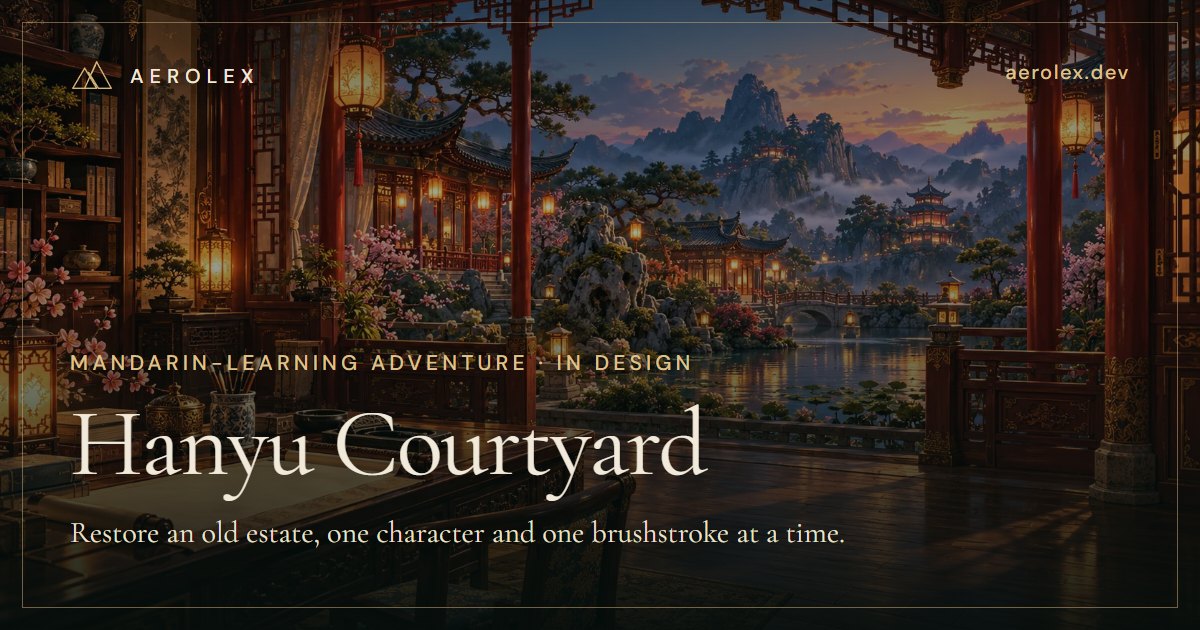 AEROLEX
aerolex.dev
MANDARIN-LEARNING ADVENTURE · IN DESIGN
Hanyu Courtyard
Restore an old estate, one character and one brushstroke at a time.